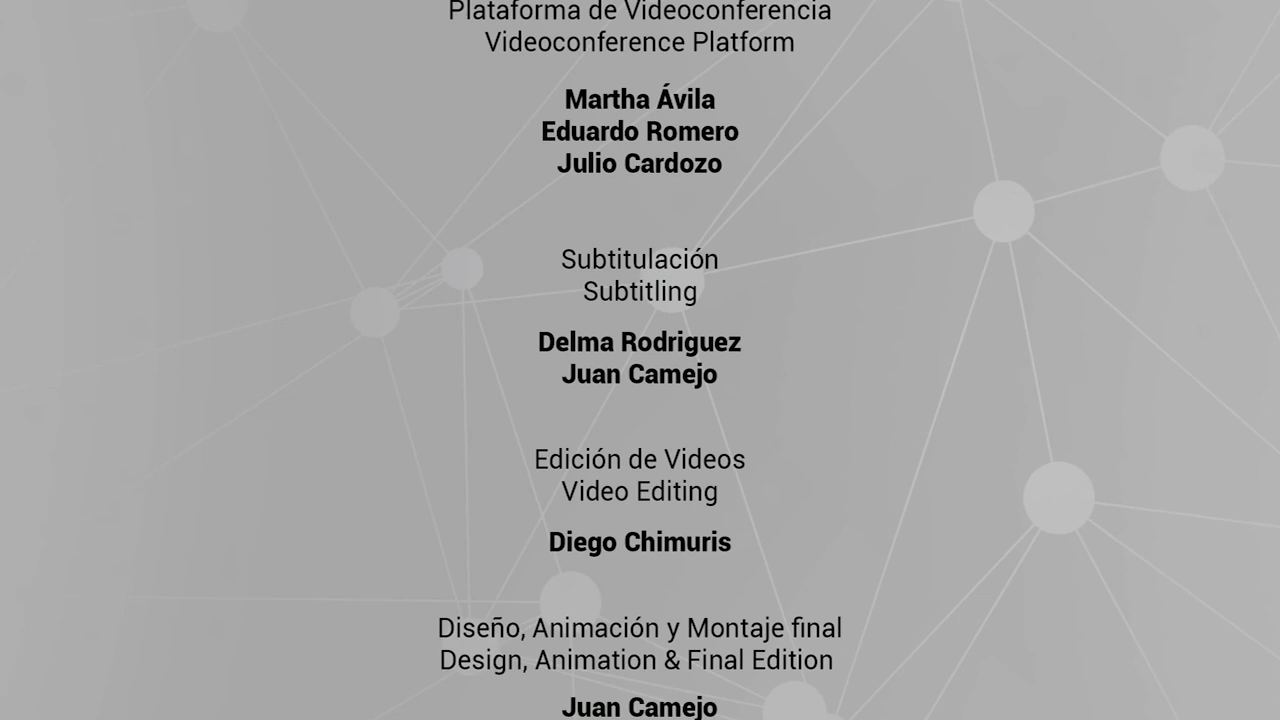 Plataforma de Videoconferencia
Videoconference Platform
Martha Ávila
Eduardo Romero
Julio Cardozo
Subtitulación
Subtitling
Delma Rodriguez
Juan Camejo
Edición de Videos
Video Editing
Diego Chimuris
Diseño, Animación y Montaje final
Design, Animation & Final Edition
Juan Camejo